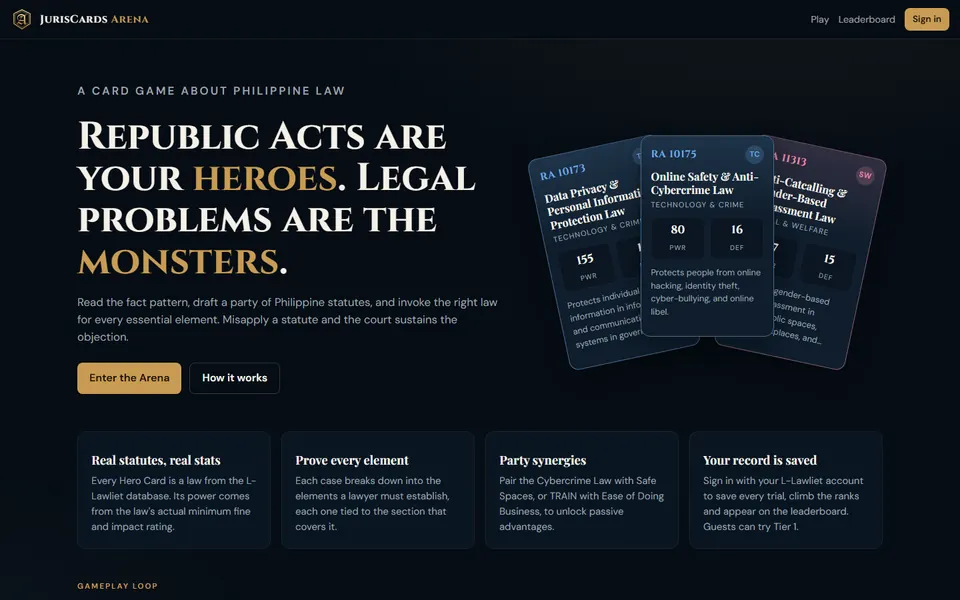 JurisCards Arena
Play
Leaderboard
Sign in
A CARD GAME ABOUT PHILIPPINE LAW
Republic Acts are
your heroes. Legal
problems are the
monsters.
Read the fact pattern, draft a party of Philippine statutes, and invoke the right law
for every essential element. Misapply a statute and the court sustains the
objection.
Enter the Arena
How it works
RA 10173
Data Privacy &
Personal
Protection Law
TECHNOLOGY &
155
PWR
Protects
information in
and
systems in
RA 10175
TC
Online Safety & Anti-
Cybercrime Law
TECHNOLOGY & CRIME
80
PWR
16
DEF
Protects people from online
hacking, identity theft,
cyber-bullying, and online
libel.
11313
SW
& WELFARE
15
DEF
gender-based
in
spaces,
and...
Real statutes, real stats
Every Hero Card is a law from the L-
Lawliet database. Its power comes
from the law's actual minimum fine
and impact rating.
Prove every element
Each case breaks down into the
elements a lawyer must establish,
each one tied to the section that
covers it.
Party synergies
Pair the Cybercrime Law with Safe
Spaces, or TRAIN with Ease of Doing
Business, to unlock passive
advantages.
Your record is saved
Sign in with your L-Lawliet account
to save every trial, climb the ranks
and appear on the leaderboard.
Guests can try Tier 1.
GAMEPLAY LOOP